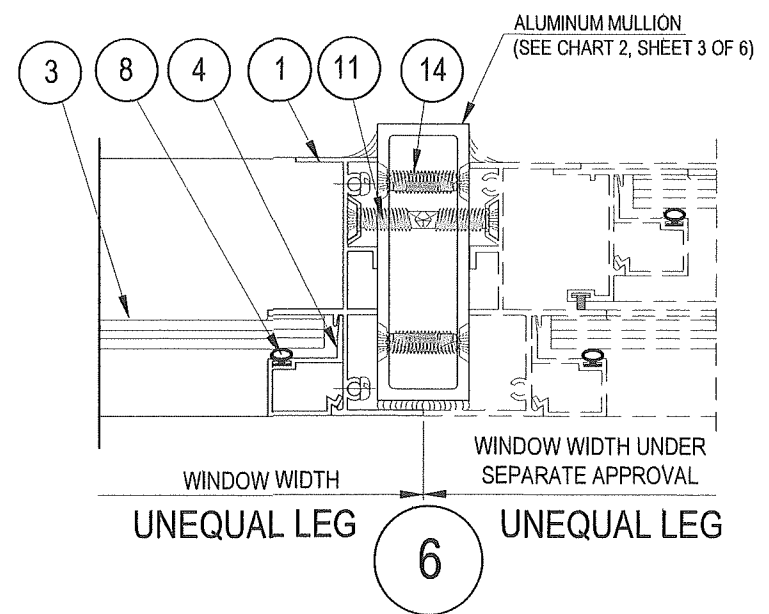 ALUMINUM MULLION
(SEE CHART 2, SHEET 3 OF 6)
3 8 4 1 11 14
WINDOW WIDTH
WINDOW WIDTH UNDER
SEPARATE APPROVAL
UNEQUAL LEG
UNEQUAL LEG
6